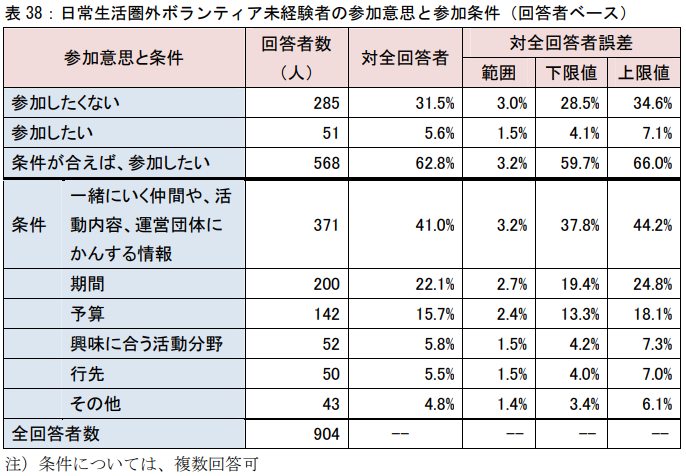 表 38：日常生活圏外ボランティア未経験者の参加意思と参加条件（回答者ベース）
参加意思と条件 回答者数（人） 対全回答者 対全回答者誤差
範囲 下限値 上限値
参加したくない 285 31.5% 3.0% 28.5% 34.6%
参加したい 51 5.6% 1.5% 4.1% 7.1%
条件が合えば、参加したい 568 62.8% 3.2% 59.7% 66.0%
条件 一緒にいく仲間や、活
動内容、運営団体に
かんする情報 371 41.0% 3.2% 37.8% 44.2%
期間 200 22.1% 2.7% 19.4% 24.8%
予算 142 15.7% 2.4% 13.3% 18.1%
興味に合う活動分野 52 5.8% 1.5% 4.2% 7.3%
行先 50 5.5% 1.5% 4.0% 7.0%
その他 43 4.8% 1.4% 3.4% 6.1%
全回答者数 904 -- -- -- --
注）条件については、複数回答可